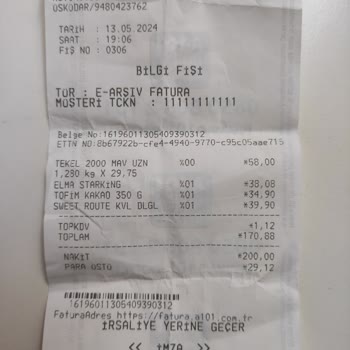 ÜSKÜDAR/9480423762
TARİH : 13.05.2024
SAAT : 19:06
FİŞ NO : 0306
BİLGİ FİŞİ
TÜR : E-ARŞİV FATURA
MÜŞTERİ TCKN : 11111111111
Belge No:16196011305409390312
ETTN NO:8b67922b-cfe4-4940-9770-c95c05aae715
TEKEL 2000 MAV UZN %00 *58,00
1,280 kg X 29,75
ELMA STARKİNG %01 *38,08
TOFİM KAKAO 350 G %01 *34,90
SWEST ROUTE KVL DLGL %01 *39,90
TOPKDV *1,12
TOPLAM *170,88
NAKİT *200,00
PARA ÜSTÜ *29,12
16196011305409390312
FaturaAdres https://fatura.a101.com.tr
İRSALİYE YERİNE GEÇER
<< İMZA >>